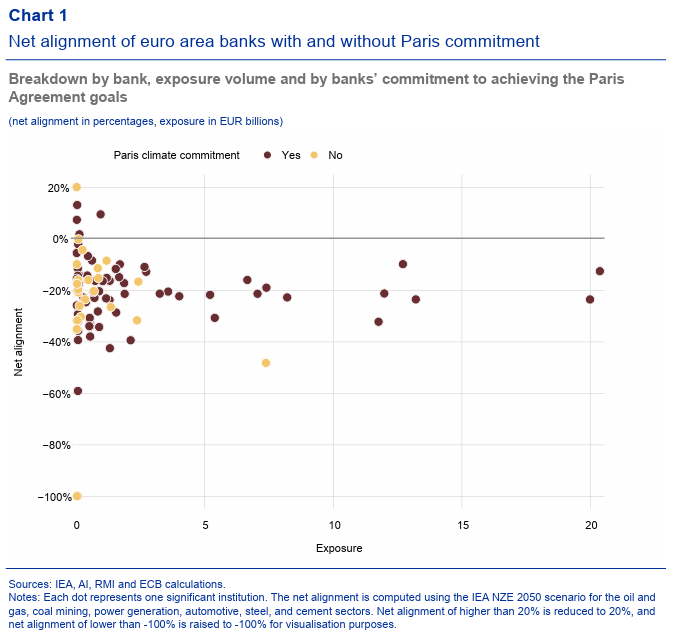 Chart 1
Net alignment of euro area banks with and without Paris commitment
Breakdown by bank, exposure volume and by banks’ commitment to achieving the Paris
Agreement goals
(net alignment in percentages, exposure in EUR billions)
Paris climate commitment Yes No
20%
0%
−20%
−40%
−60%
−80%
−100%
Net alignment
0 5 10 15 20
Exposure
Sources: IEA, AI, RMI and ECB calculations.
Notes: Each dot represents one significant institution. The net alignment is computed using the IEA NZE 2050 scenario for the oil and
gas, coal mining, power generation, automotive, steel, and cement sectors. Net alignment of higher than 20% is reduced to 20%, and
net alignment of lower than -100% is raised to -100% for visualisation purposes.